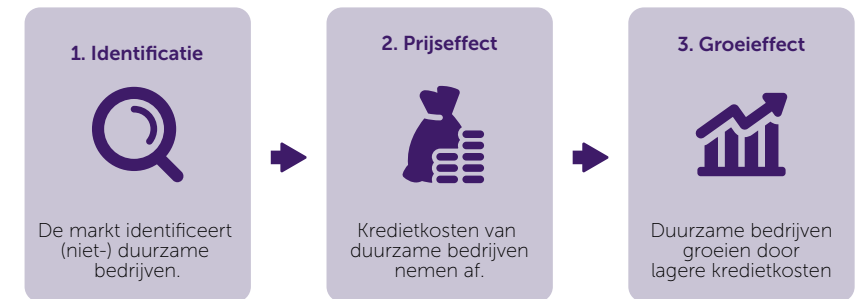 1. Identificatie
De markt identificeert
(niet-) duurzame
bedrijven.
2. Prijseffect
Kredietkosten van
duurzame bedrijven
nemen af.
3. Groeieffect
Duurzame bedrijven
groeien door
lagere kredietkosten